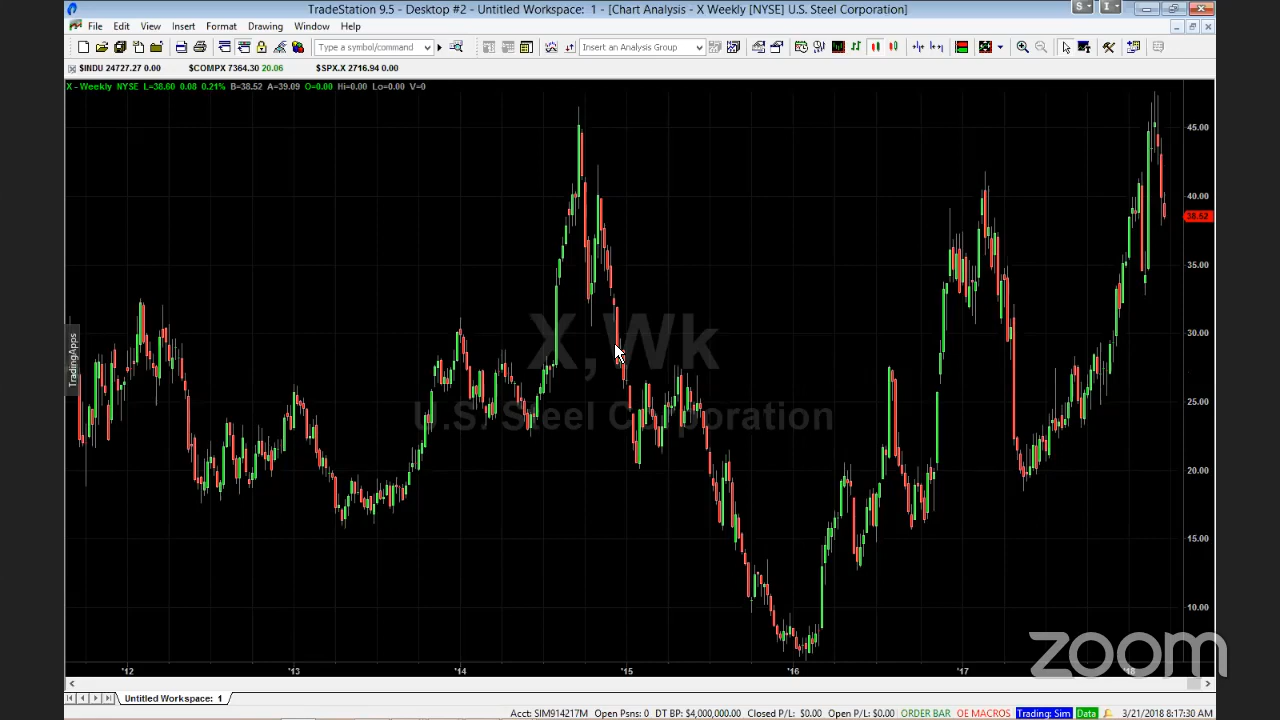 TradeStation 9.5 - Desktop #2 - Untitled Workspace: 1 - [Chart Analysis - X Weekly [NYSE] U.S. Steel Corporation]
S
I
File Edit View Insert Format Drawing Window Help
Type a symbol/command
Insert an Analysis Group
$INDU 24727.27 0.00 $COMPX 7364.30 20.06 $SPX.X 2716.94 0.00
X - Weekly NYSE L=38.60 0.08 0.21% B=38.52 A=39.09 O=0.00 Hi=0.00 Lo=0.00 V=0
45.00
40.00
38.52
35.00
30.00
25.00
20.00
15.00
10.00
TradingApps
X,Wk
U.S. Steel Corporation
zoom
'12 '13 '14 '15 '16 '17 '18
Untitled Workspace: 1
Acct: SIM914217M Open Psns: 0 DT BP: $4,000,000.00 Closed P/L: $0.00 Open P/L: $0.00 ORDER BAR OE MACROS Trading: Sim Data 3/21/2018 8:17:30 AM